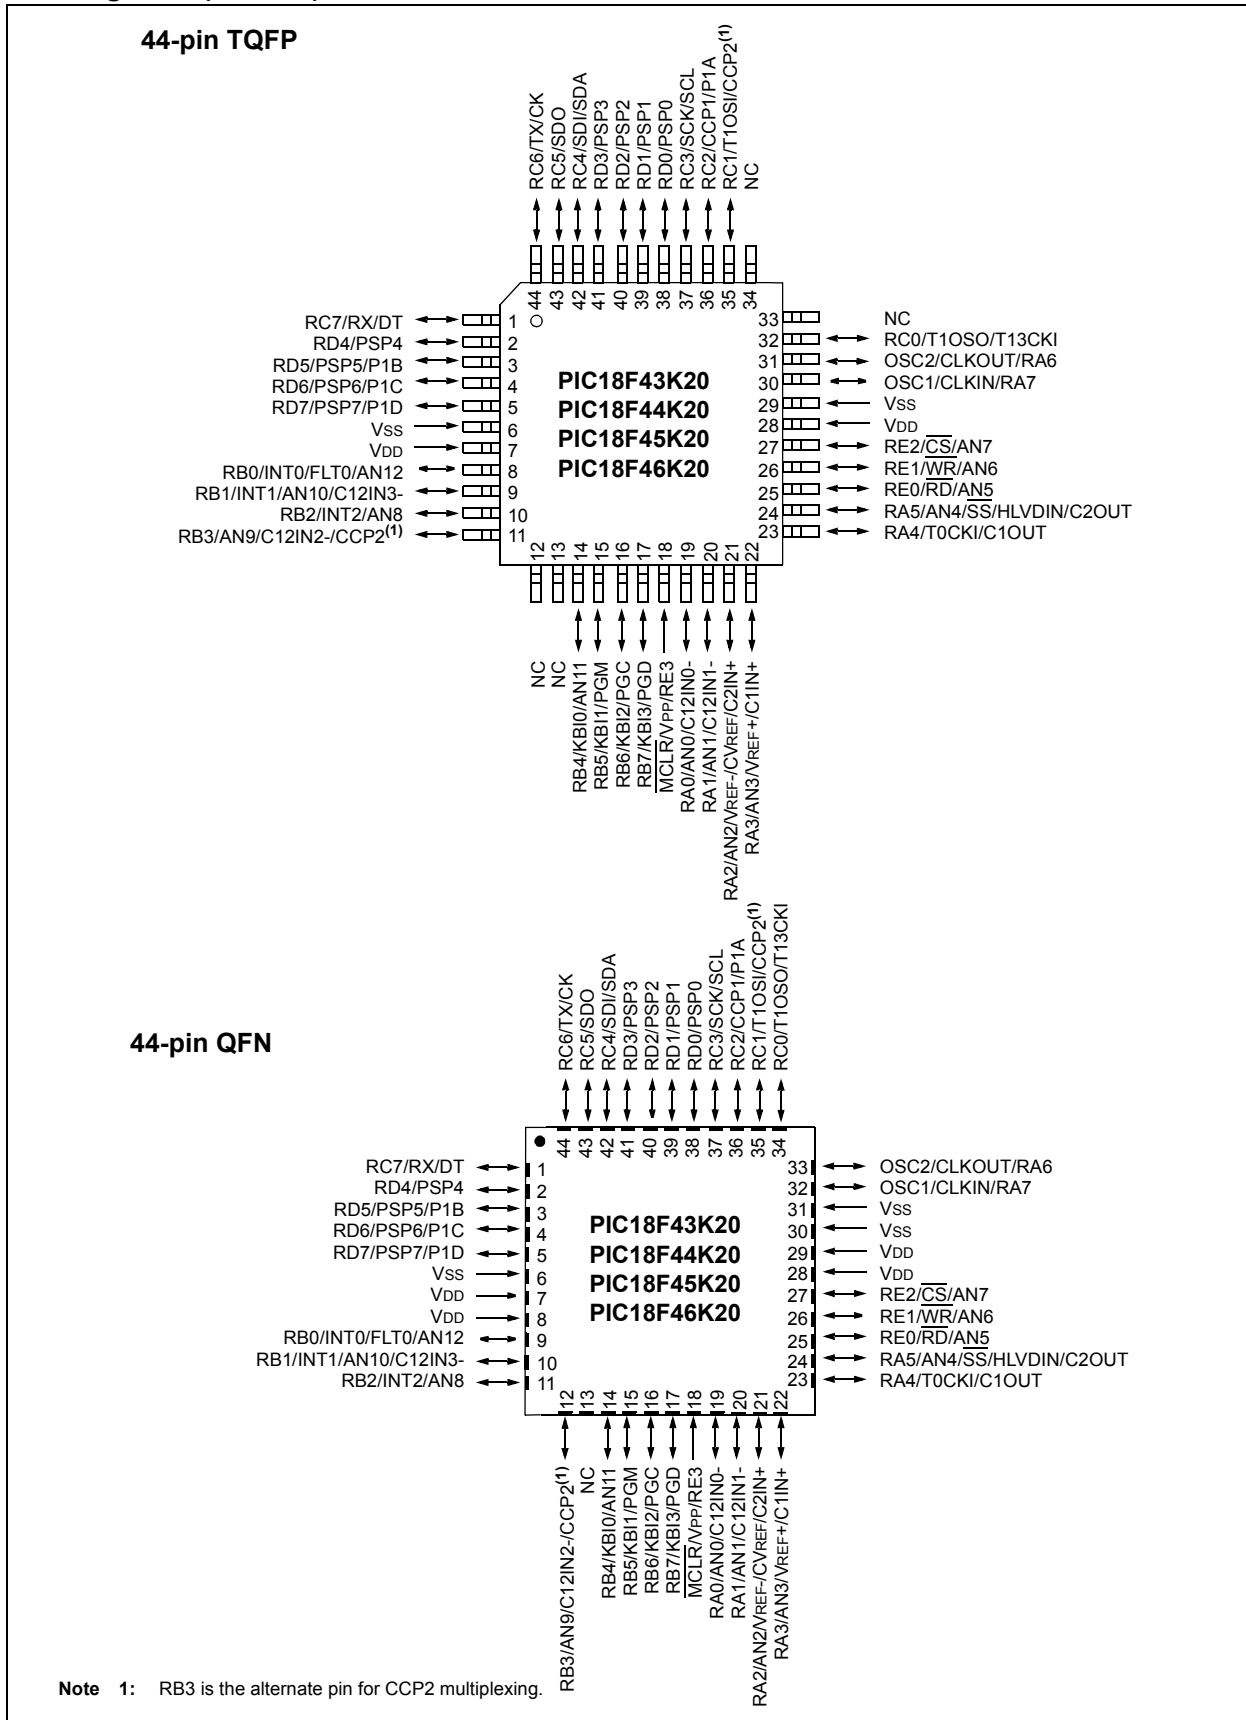 44-pin TQFP
RC6/TX/CK
RC5/SDO
RC4/SDI/SDA
RD3/PSP3
RD2/PSP2
RD1/PSP1
RD0/PSP0
RC3/SCK/SCL
RC2/CCP1/P1A
RC1/T1OSI/CCP2(1)
NC
44
43
42
41
40
39
38
37
36
35
34
RC7/RX/DT 1
RD4/PSP4 2
RD5/PSP5/P1B 3
RD6/PSP6/P1C 4
RD7/PSP7/P1D 5
VSS 6
VDD 7
RB0/INT0/FLT0/AN12 8
RB1/INT1/AN10/C12IN3- 9
RB2/INT2/AN8 10
RB3/AN9/C12IN2-/CCP2(1) 11
PIC18F43K20
PIC18F44K20
PIC18F45K20
PIC18F46K20
33 NC
32 RC0/T1OSO/T13CKI
31 OSC2/CLKOUT/RA6
30 OSC1/CLKIN/RA7
29 VSS
28 VDD
27 RE2/CS/AN7
26 RE1/WR/AN6
25 RE0/RD/AN5
24 RA5/AN4/SS/HLVDIN/C2OUT
23 RA4/T0CKI/C1OUT
12
13
14
15
16
17
18
19
20
21
22
NC
NC
RB4/KBI0/AN11
RB5/KBI1/PGM
RB6/KBI2/PGC
RB7/KBI3/PGD
MCLR/VPP/RE3
RA0/AN0/C12IN0-
RA1/AN1/C12IN1-
RA2/AN2/VREF-/CVREF/C2IN+
RA3/AN3/VREF+/C1IN+
44-pin QFN
RC6/TX/CK
RC5/SDO
RC4/SDI/SDA
RD3/PSP3
RD2/PSP2
RD1/PSP1
RD0/PSP0
RC3/SCK/SCL
RC2/CCP1/P1A
RC1/T1OSI/CCP2(1)
RC0/T1OSO/T13CKI
44
43
42
41
40
39
38
37
36
35
34
RC7/RX/DT 1
RD4/PSP4 2
RD5/PSP5/P1B 3
RD6/PSP6/P1C 4
RD7/PSP7/P1D 5
VSS 6
VDD 7
VDD 8
RB0/INT0/FLT0/AN12 9
RB1/INT1/AN10/C12IN3- 10
RB2/INT2/AN8 11
PIC18F43K20
PIC18F44K20
PIC18F45K20
PIC18F46K20
33 OSC2/CLKOUT/RA6
32 OSC1/CLKIN/RA7
31 VSS
30 VSS
29 VDD
28 VDD
27 RE2/CS/AN7
26 RE1/WR/AN6
25 RE0/RD/AN5
24 RA5/AN4/SS/HLVDIN/C2OUT
23 RA4/T0CKI/C1OUT
12
13
14
15
16
17
18
19
20
21
22
RB3/AN9/C12IN2-/CCP2(1)
NC
RB4/KBI0/AN11
RB5/KBI1/PGM
RB6/KBI2/PGC
RB7/KBI3/PGD
MCLR/VPP/RE3
RA0/AN0/C12IN0-
RA1/AN1/C12IN1-
RA2/AN2/VREF-/CVREF/C2IN+
RA3/AN3/VREF+/C1IN+
Note 1: RB3 is the alternate pin for CCP2 multiplexing.